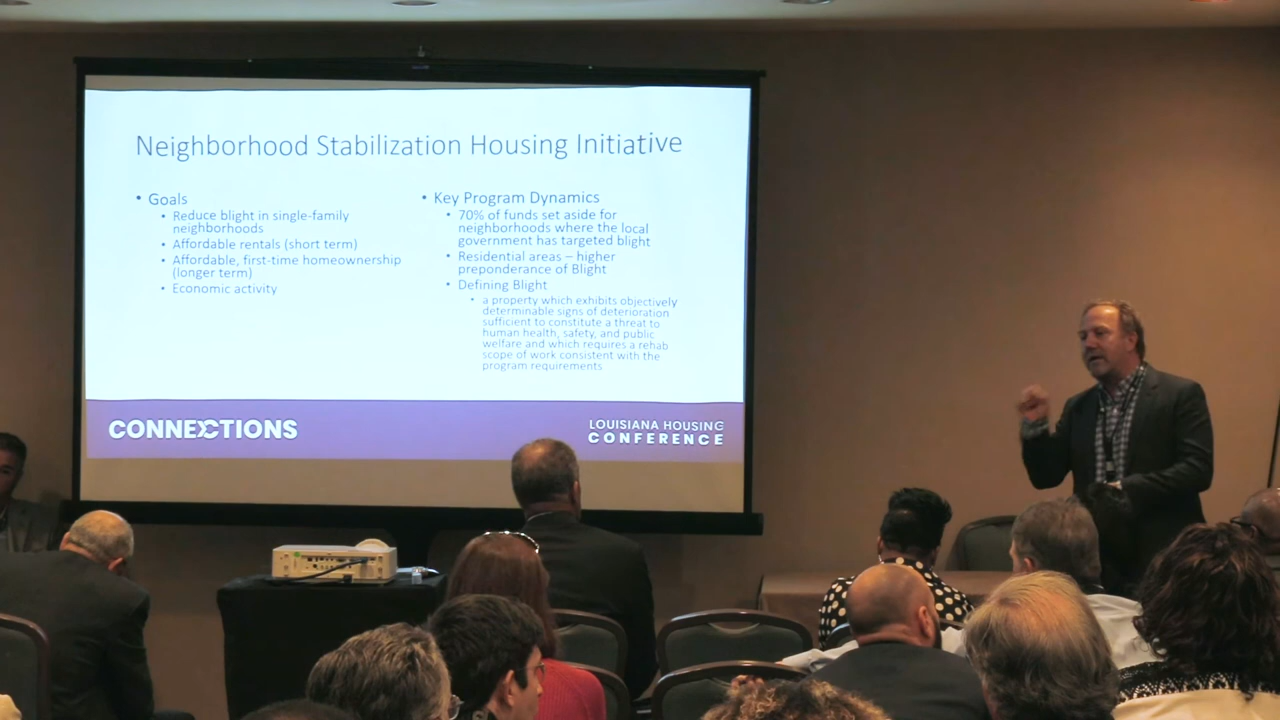 Neighborhood Stabilization Housing Initiative
• Goals
• Reduce blight in single-family
neighborhoods
• Affordable rentals (short term)
• Affordable, first-time homeownership
(longer term)
• Economic activity
• Key Program Dynamics
• 70% of funds set aside for
neighborhoods where the local
government has targeted blight
• Residential areas – higher
preponderance of Blight
• Defining Blight
• a property which exhibits objectively
determinable signs of deterioration
sufficient to constitute a threat to
human health, safety, and public
welfare and which requires a rehab
scope of work consistent with the
program requirements
CONNECTIONS
LOUISIANA HOUSING
CONFERENCE